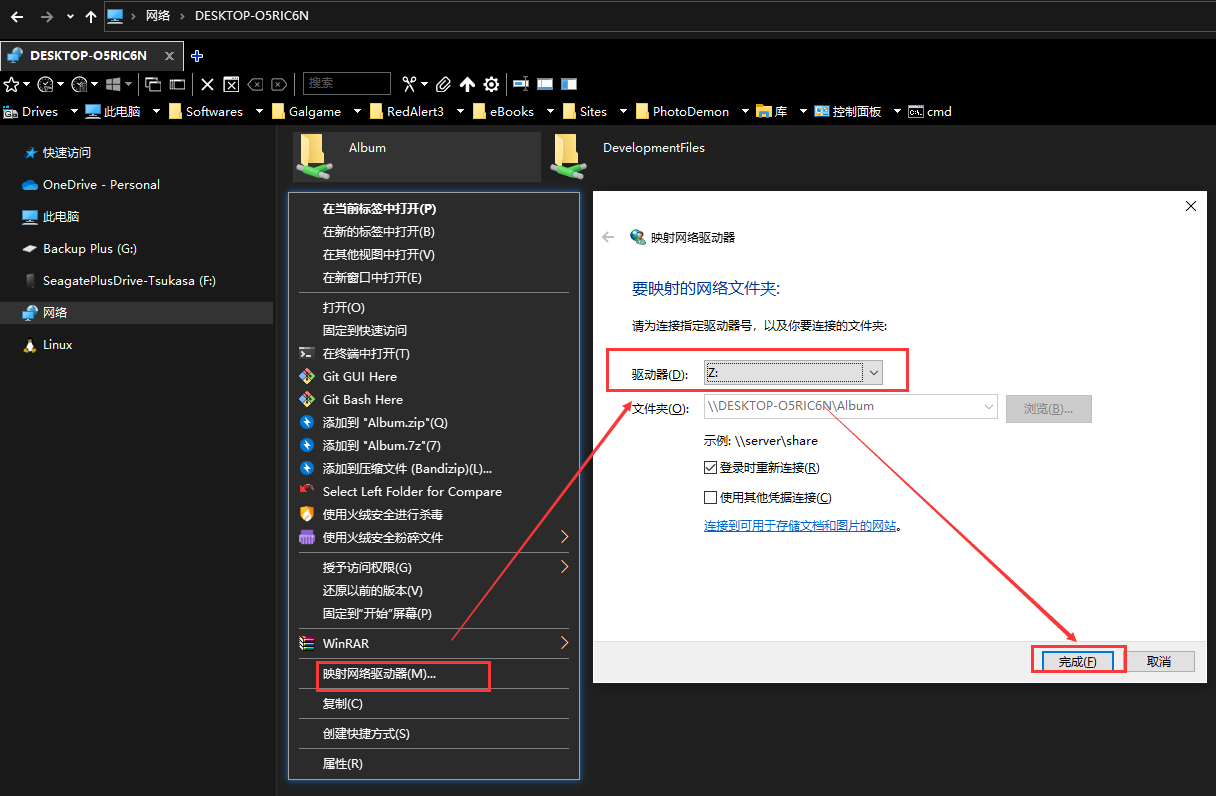 网络 DESKTOP-O5RIC6N
DESKTOP-O5RIC6N
搜索
Drives 此电脑 Softwares Galgame RedAlert3 eBooks Sites PhotoDemon 库 控制面板 cmd
快速访问
OneDrive - Personal
此电脑
Backup Plus (G:)
SeagatePlusDrive-Tsukasa (F:)
网络
Linux
Album
DevelopmentFiles
在当前标签中打开(P)
在新的标签中打开(B)
在其他视图中打开(V)
在新窗口中打开(E)
打开(O)
固定到快速访问
在终端中打开(T)
Git GUI Here
Git Bash Here
添加到 "Album.zip"(Q)
添加到 "Album.7z"(7)
添加到压缩文件 (Bandizip)(L)...
Select Left Folder for Compare
使用火绒安全进行杀毒
使用火绒安全粉碎文件
授予访问权限(G)
还原以前的版本(V)
固定到"开始"屏幕(P)
WinRAR
映射网络驱动器(M)...
复制(C)
创建快捷方式(S)
属性(R)
映射网络驱动器
要映射的网络文件夹:
请为连接指定驱动器号，以及你要连接的文件夹:
驱动器(D): Z:
文件夹(O): \\DESKTOP-O5RIC6N\Album 浏览(B)...
示例: \\server\share
登录时重新连接(R)
使用其他凭据连接(C)
连接到可用于存储文档和图片的网站。
完成(F) 取消